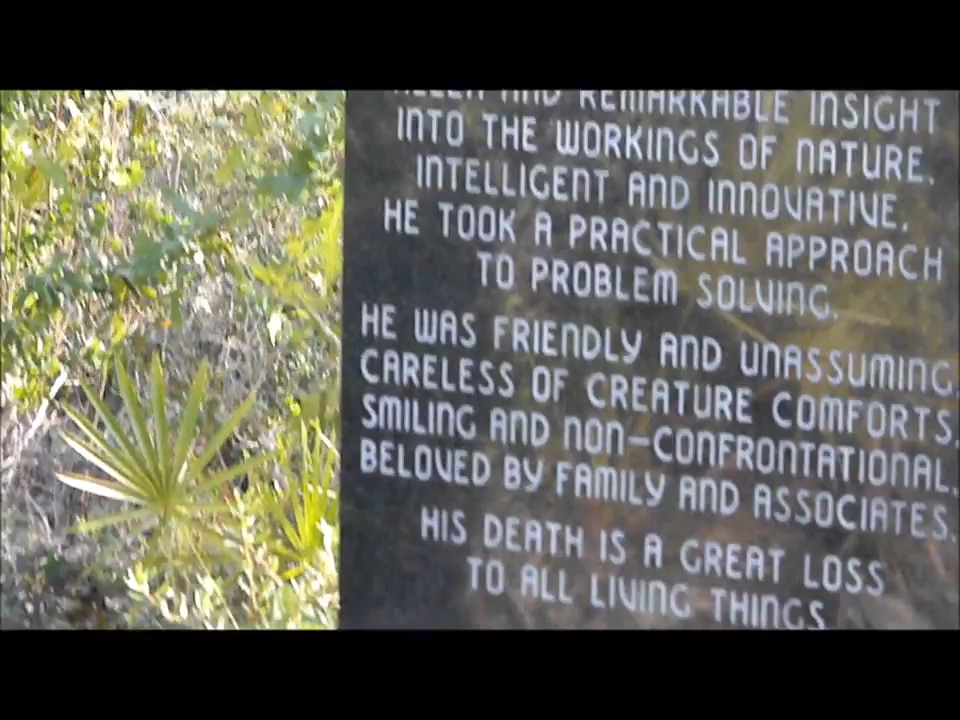 AND REMARKABLE INSIGHT
INTO THE WORKINGS OF NATURE.
INTELLIGENT AND INNOVATIVE.
HE TOOK A PRACTICAL APPROACH
TO PROBLEM SOLVING.
HE WAS FRIENDLY AND UNASSUMING,
CARELESS OF CREATURE COMFORTS,
SMILING AND NON-CONFRONTATIONAL.
BELOVED BY FAMILY AND ASSOCIATES.
HIS DEATH IS A GREAT LOSS
TO ALL LIVING THINGS